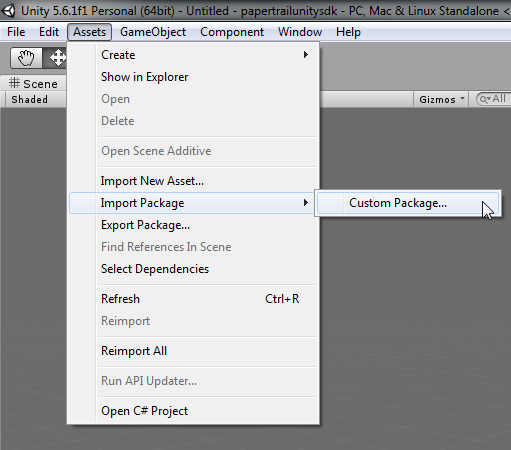 Unity 5.6.1f1 Personal (64bit) - Untitled - papertrailunitysdk - PC, Mac & Linux Standalone <
File Edit Assets GameObject Component Window Help
Scene
Shaded Gizmos All
Create
Show in Explorer
Open
Delete
Open Scene Additive
Import New Asset...
Import Package Custom Package...
Export Package...
Find References In Scene
Select Dependencies
Refresh Ctrl+R
Reimport
Reimport All
Run API Updater...
Open C# Project